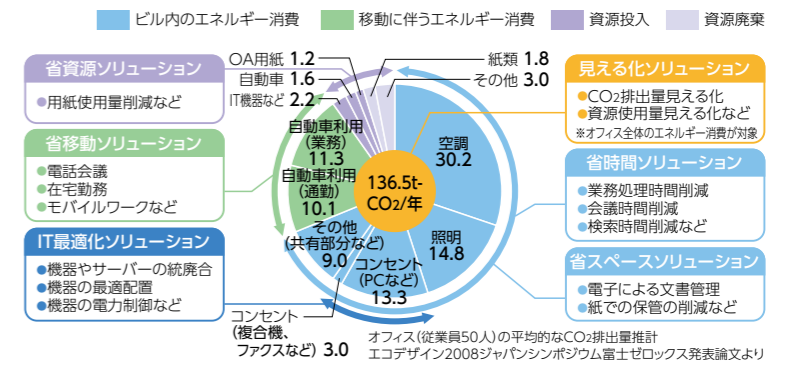 ビル内のエネルギー消費
移動に伴うエネルギー消費
資源投入
資源廃棄
省資源ソリューション
●用紙使用量削減など
省移動ソリューション
●電話会議
●在宅勤務
●モバイルワークなど
IT最適化ソリューション
●機器やサーバーの統廃合
●機器の最適配置
●機器の電力制御など
OA用紙 1.2
自動車 1.6
IT機器など 2.2
自動車利用
(業務)
11.3
自動車利用
(通勤)
10.1
その他
(共有部分など)
9.0
コンセント
(複合機、
ファクスなど) 3.0
コンセント
(PCなど)
13.3
照明
14.8
空調
30.2
紙類 1.8
その他 3.0
136.5t-
CO2/年
見える化ソリューション
●CO2排出量見える化
●資源使用量見える化など
※オフィス全体のエネルギー消費が対象
省時間ソリューション
●業務処理時間削減
●会議時間削減
●検索時間削減など
省スペースソリューション
●電子による文書管理
●紙での保管の削減など
オフィス(従業員50人)の平均的なCO2排出量推計
エコデザイン2008ジャパンシンポジウム富士ゼロックス発表論文より